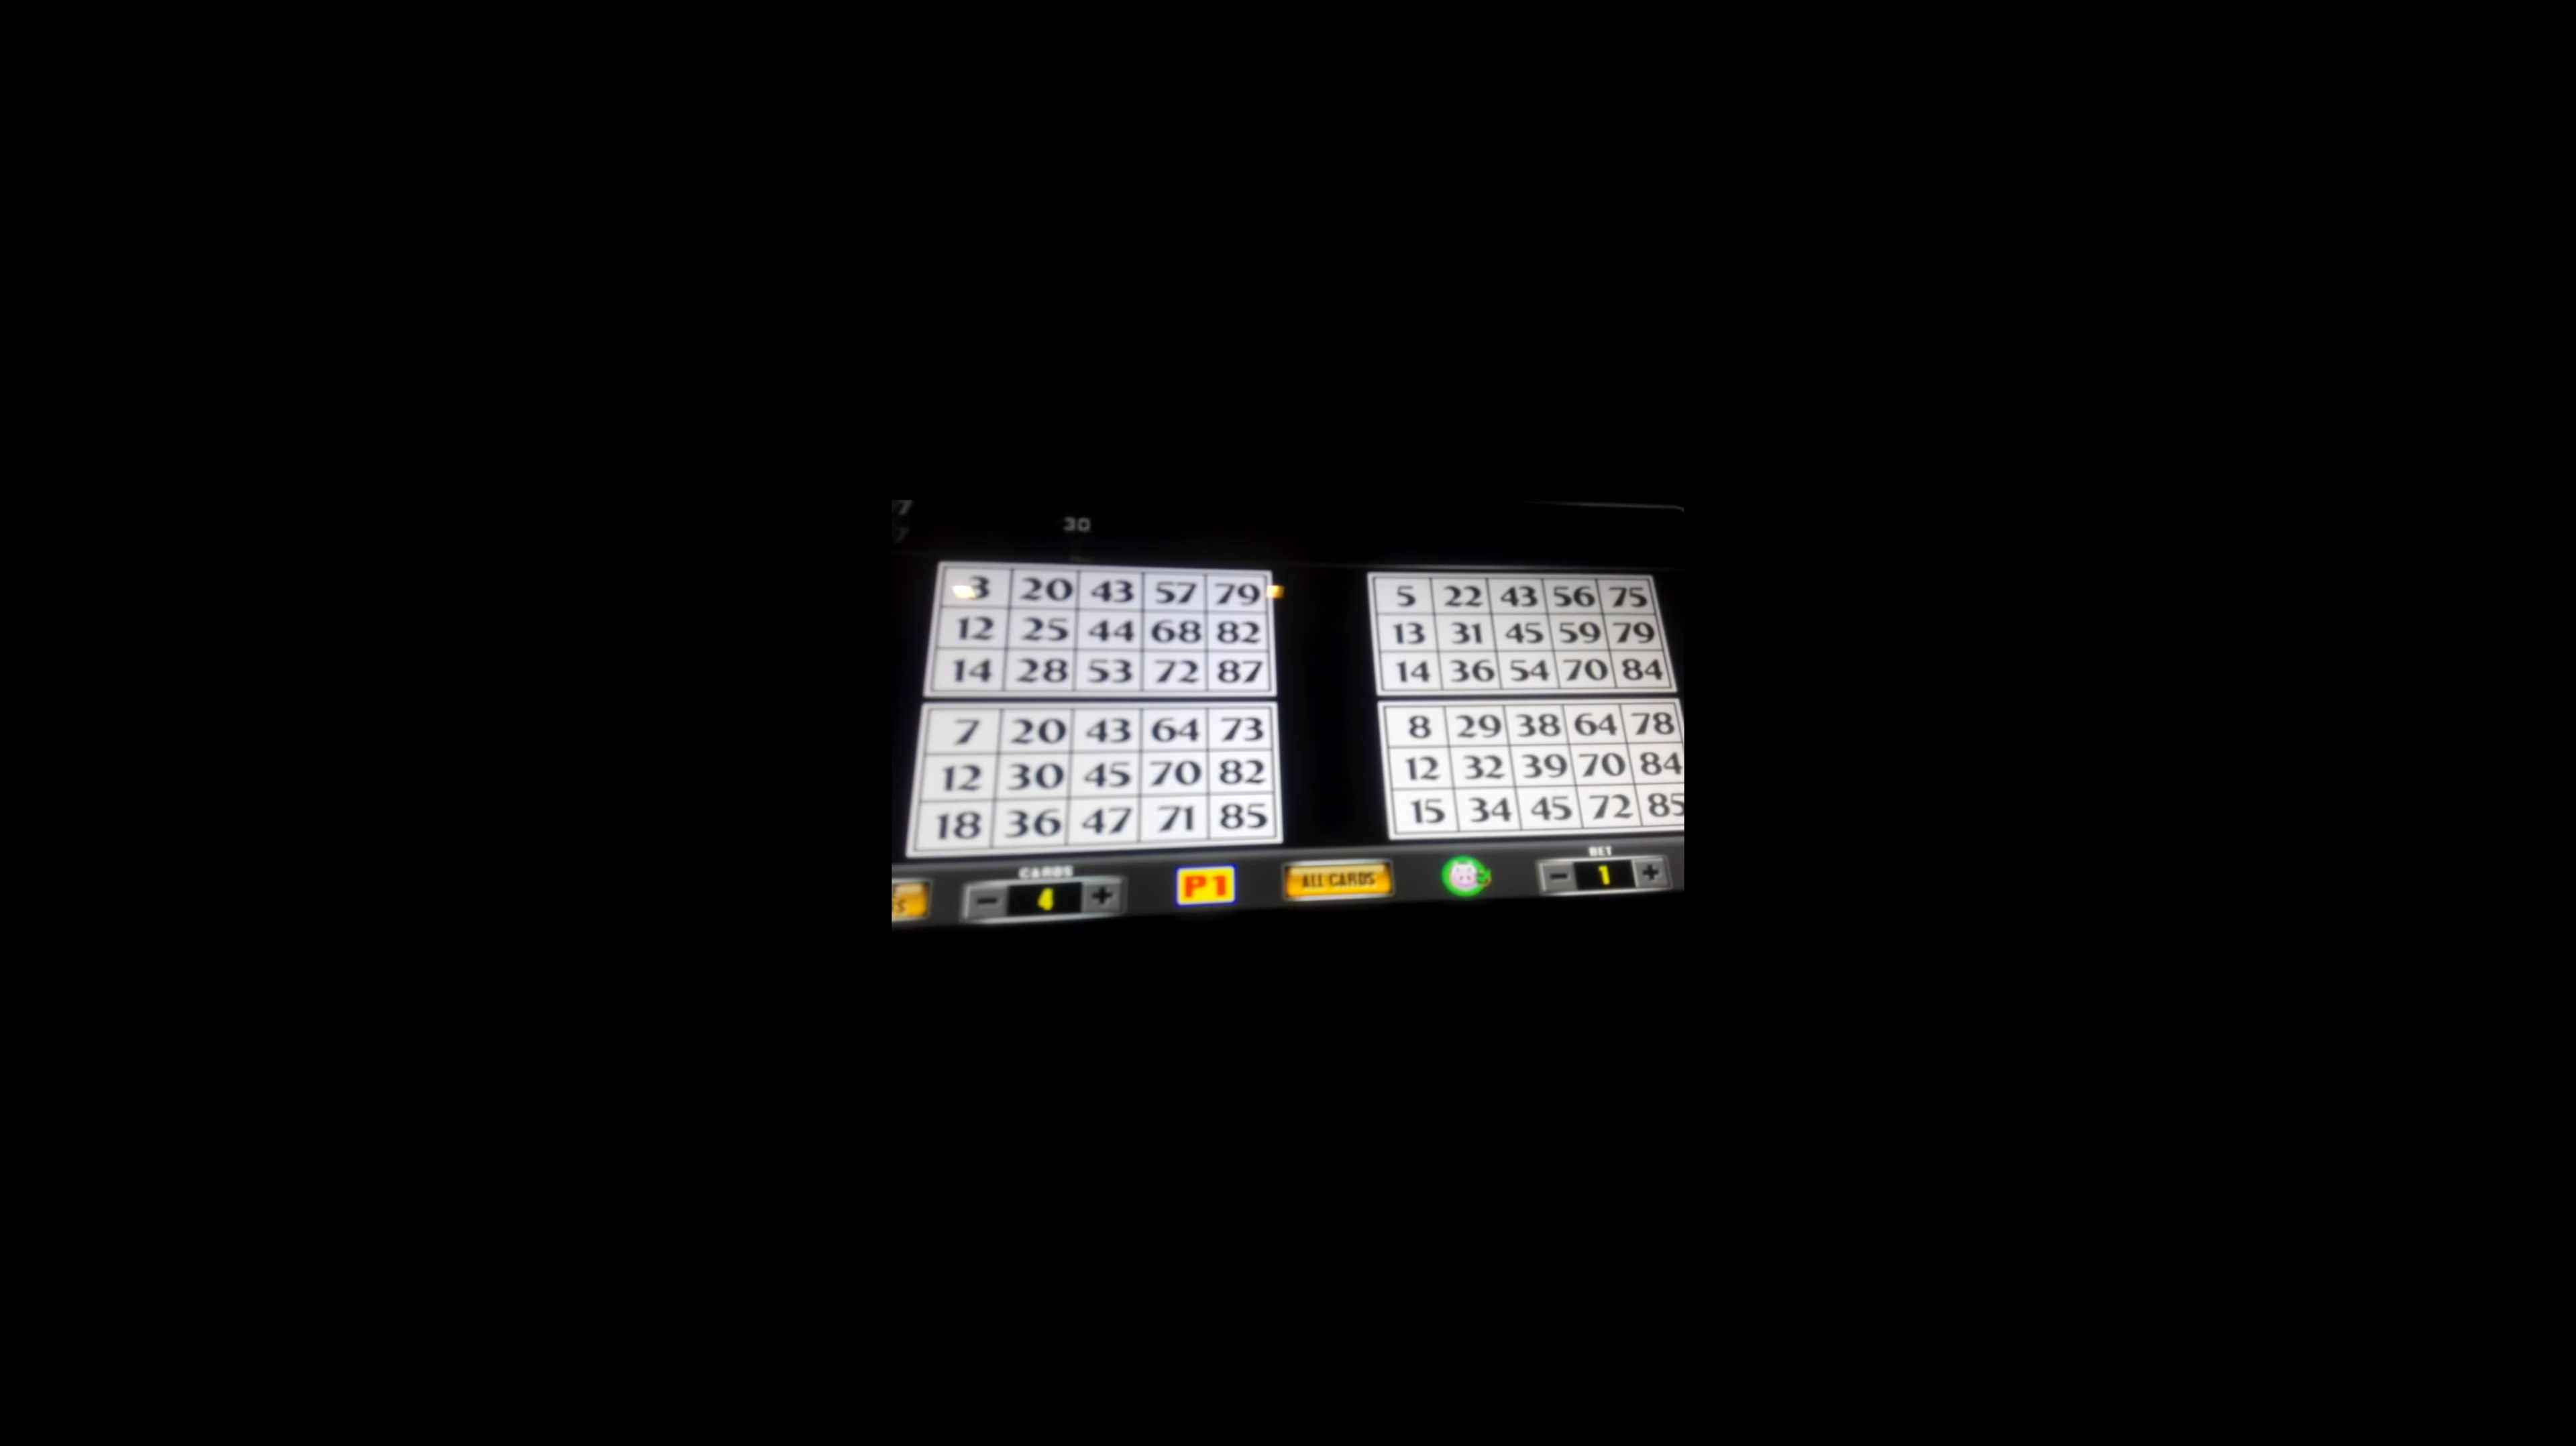 30
3 20 43 57 79
12 25 44 68 82
14 28 53 72 87
5 22 43 56 75
13 31 45 59 79
14 36 54 70 84
7 20 43 64 73
12 30 45 70 82
18 36 47 71 85
8 29 38 64 78
12 32 39 70 84
15 34 45 72 85
CARDS
- 4 +
P1
ALL CARDS
BET
- 1 +